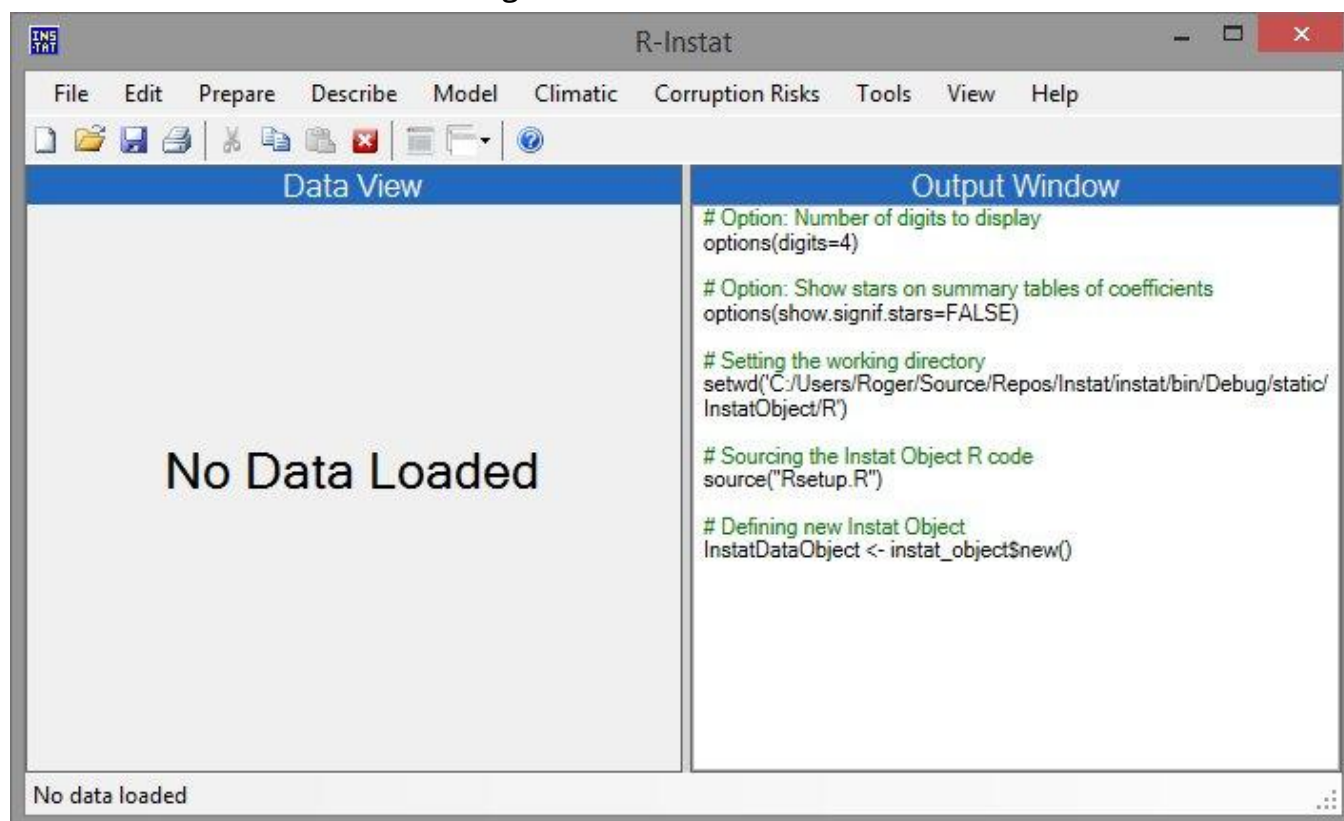 INS
TAT
R-Instat
File Edit Prepare Describe Model Climatic Corruption Risks Tools View Help
Data View
No Data Loaded
Output Window
# Option: Number of digits to display
options(digits=4)
# Option: Show stars on summary tables of coefficients
options(show.signif.stars=FALSE)
# Setting the working directory
setwd('C:/Users/Roger/Source/Repos/Instat/instat/bin/Debug/static/
InstatObject/R')
# Sourcing the Instat Object R code
source("Rsetup.R")
# Defining new Instat Object
InstatDataObject <- instat_object$new()
No data loaded